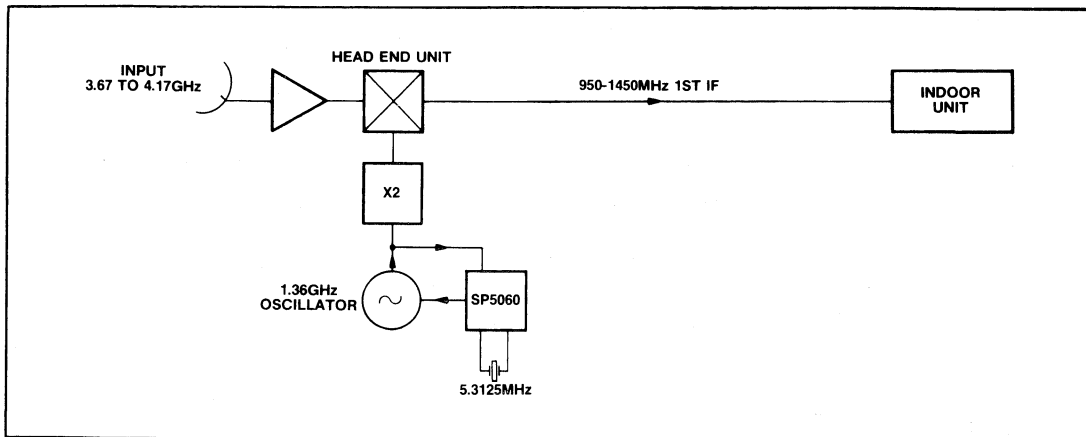 HEAD END UNIT
INPUT
3.67 TO 4.17GHz
950-1450MHz 1ST IF
INDOOR
UNIT
X2
1.36GHz
OSCILLATOR
SP5060
5.3125MHz